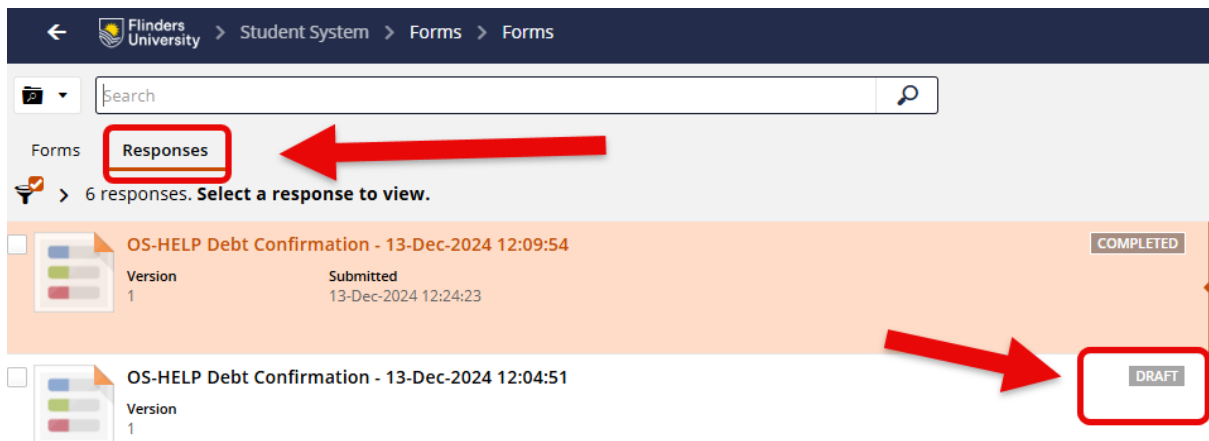 Flinders University > Student System > Forms > Forms
Search
Forms Responses
6 responses. Select a response to view.
OS-HELP Debt Confirmation - 13-Dec-2024 12:09:54 COMPLETED
Version Submitted
1 13-Dec-2024 12:24:23
OS-HELP Debt Confirmation - 13-Dec-2024 12:04:51 DRAFT
Version
1